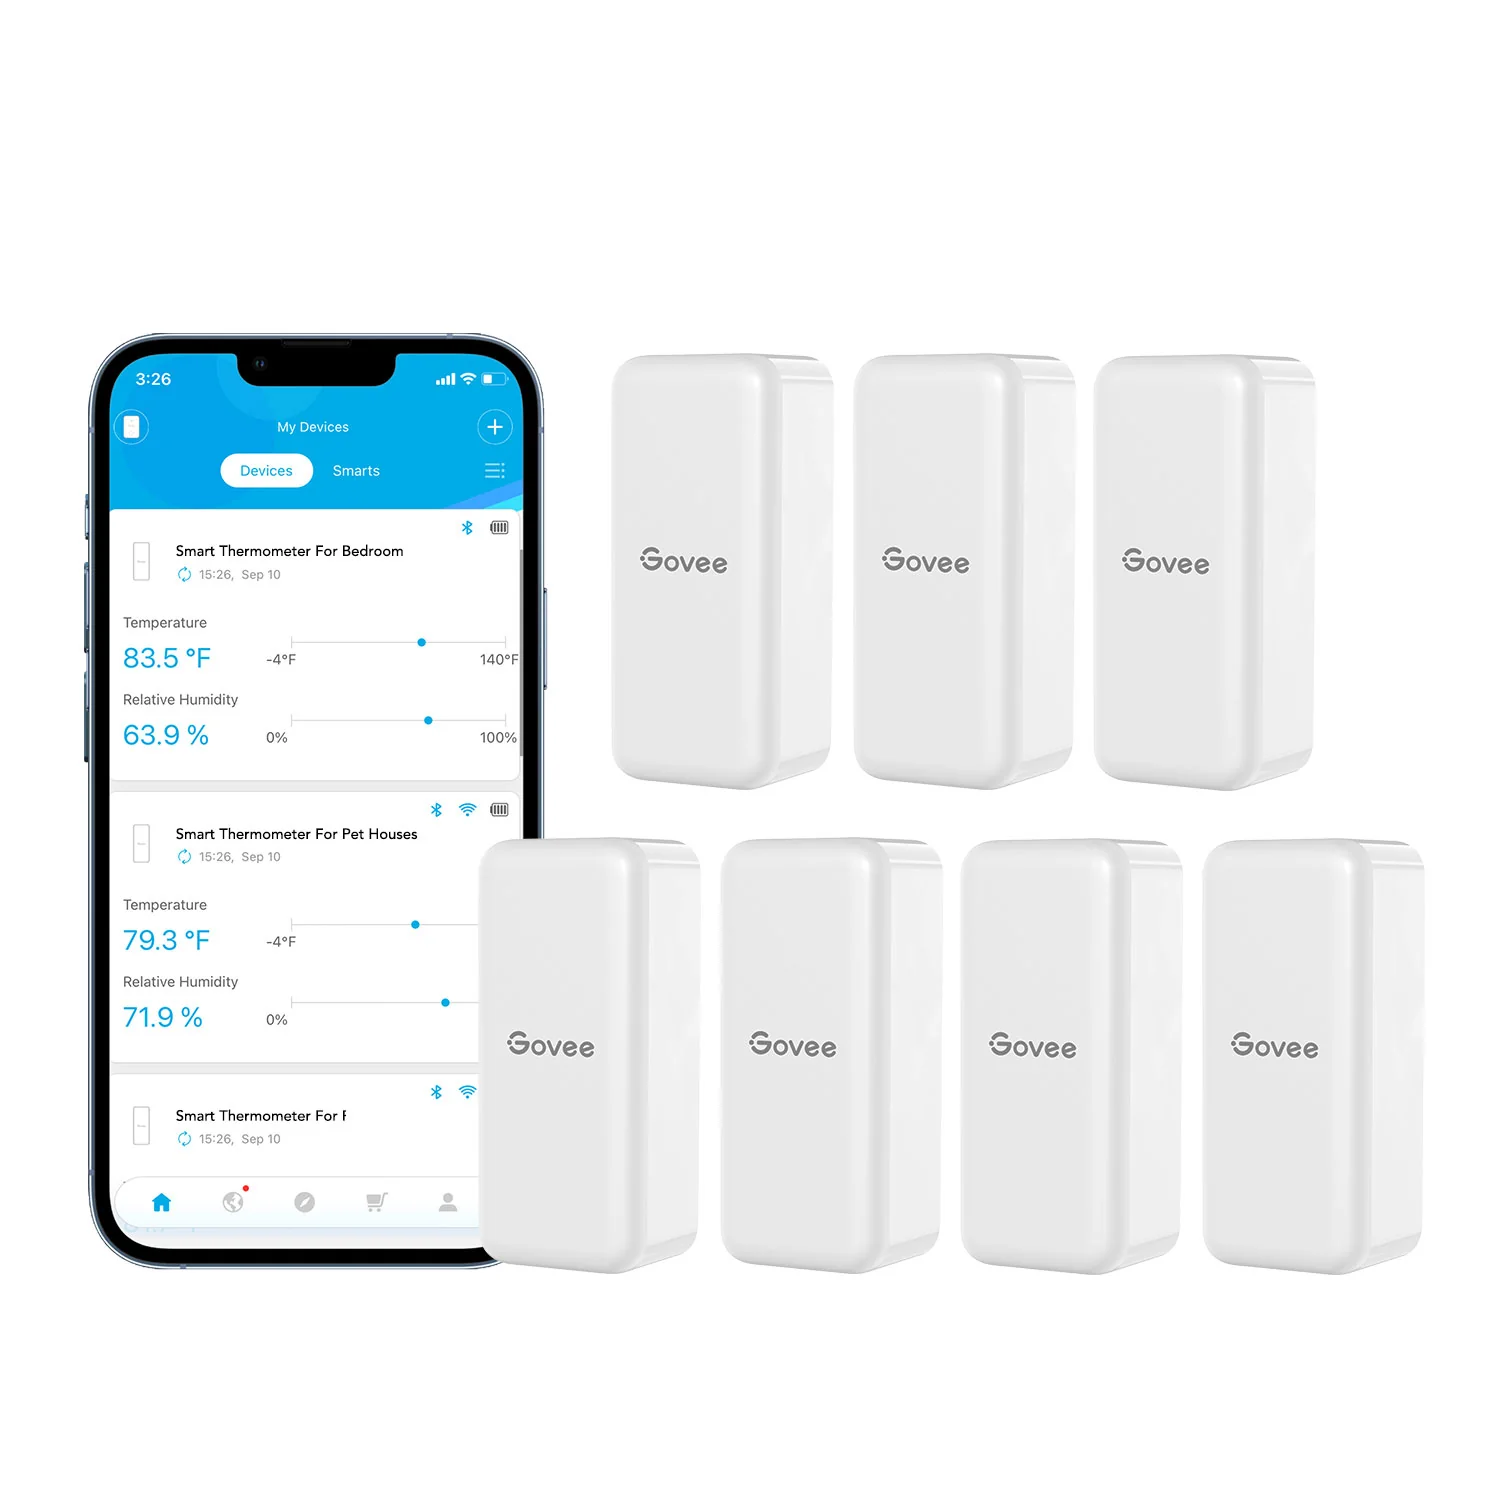 3:26
My Devices
Devices Smarts
Smart Thermometer For Bedroom
15:26, Sep 10
Temperature
83.5 °F
-4°F 140°F
Relative Humidity
63.9 %
0% 100%
Smart Thermometer For Pet Houses
15:26, Sep 10
Temperature
79.3 °F
-4°F
Relative Humidity
71.9 %
0%
Smart Thermometer For
15:26, Sep 10
Govee Govee Govee
Govee Govee Govee Govee